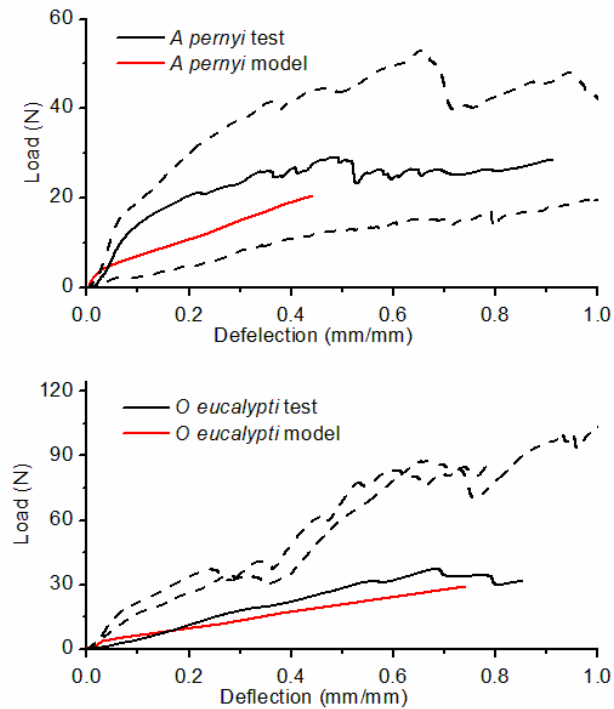 60
40
20
0
Load (N)
A pernyi test
A pernyi model
0.0 0.2 0.4 0.6 0.8 1.0
Defelection (mm/mm)
120
90
60
30
0
Load (N)
O eucalypti test
O eucalypti model
0.0 0.2 0.4 0.6 0.8 1.0
Deflection (mm/mm)